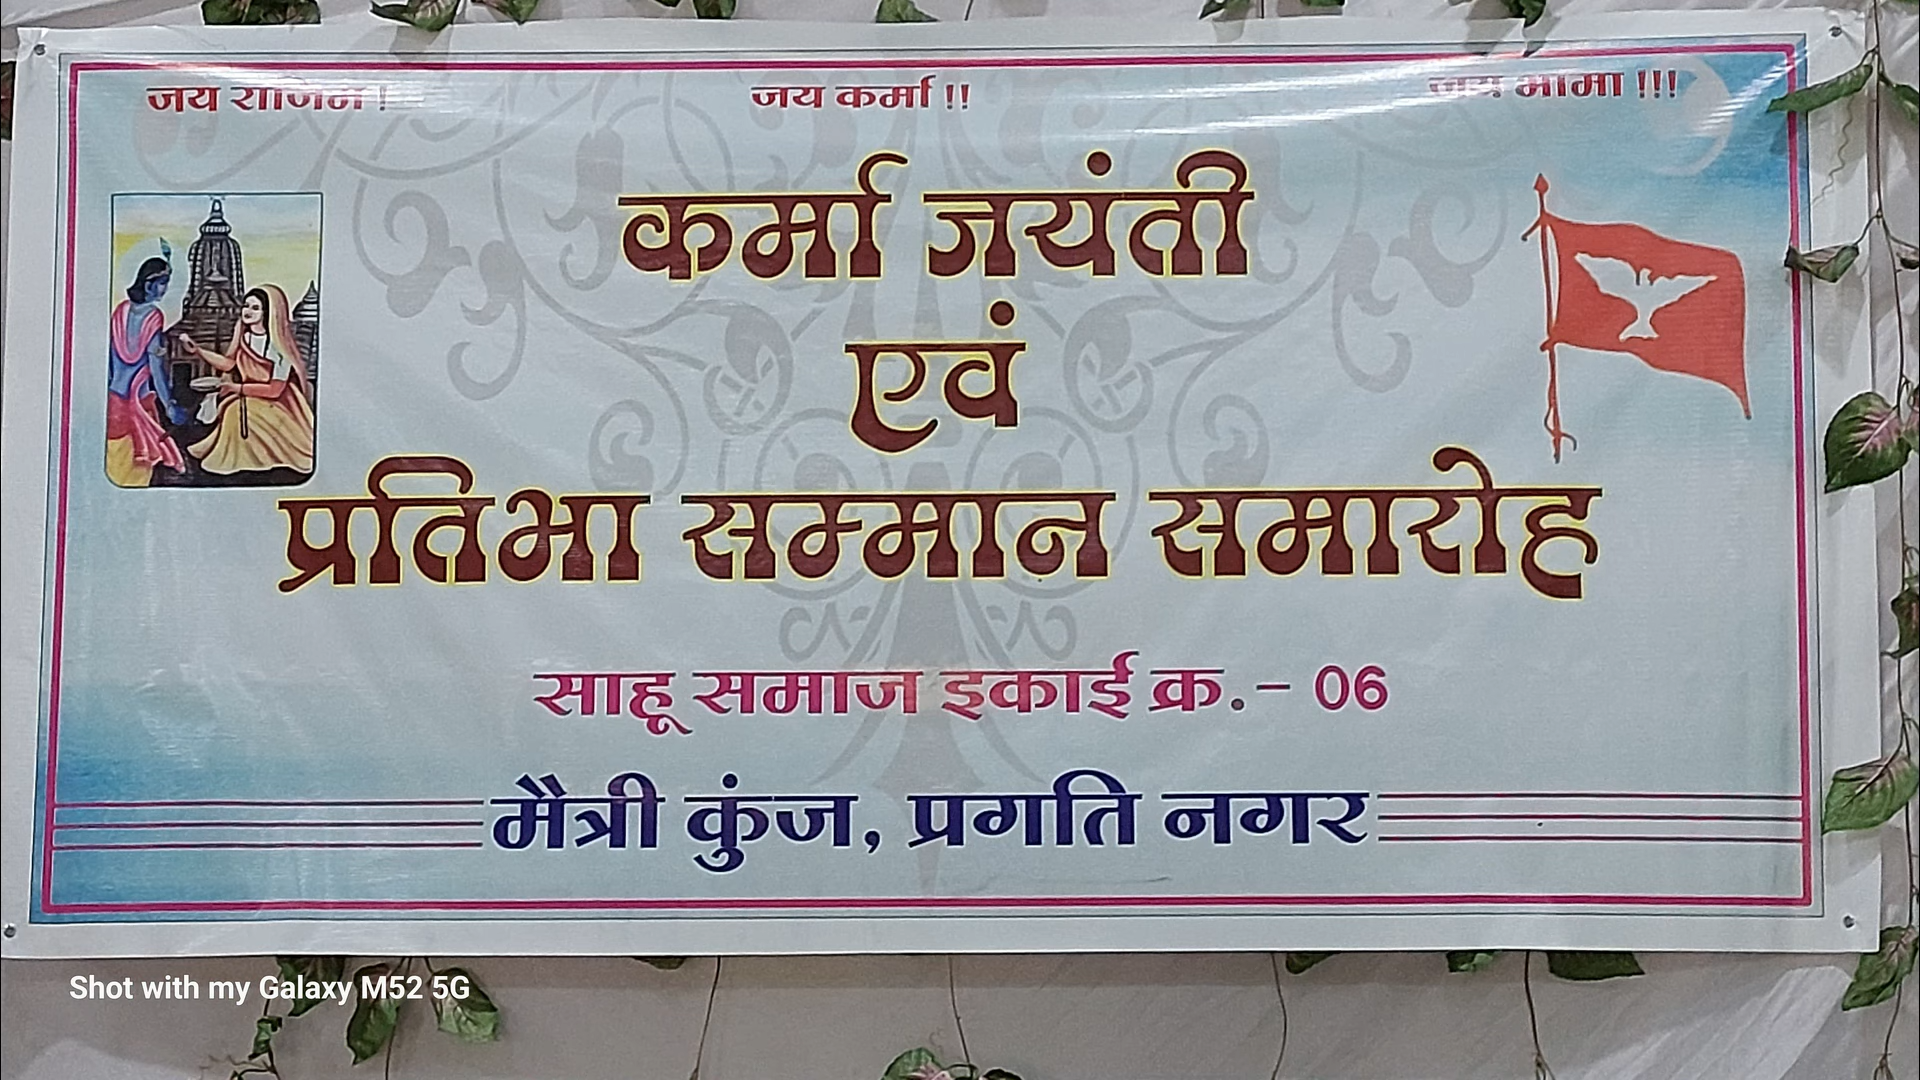 जय राजिम !
जय कर्मा !!
जय भामा !!!
कर्मा जयंती
एवं
प्रतिभा सम्मान समारोह
साहू समाज इकाई क्र.- 06
मैत्री कुंज, प्रगति नगर
Shot with my Galaxy M52 5G